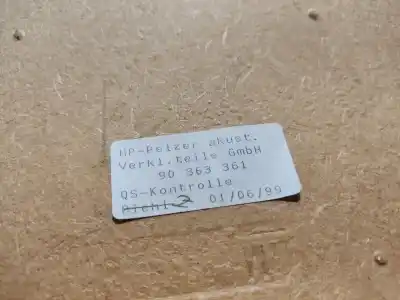 HP-Pelzer akust.
Verkl.teile GmbH
90 363 361
QS-Kontrolle
01/06/99